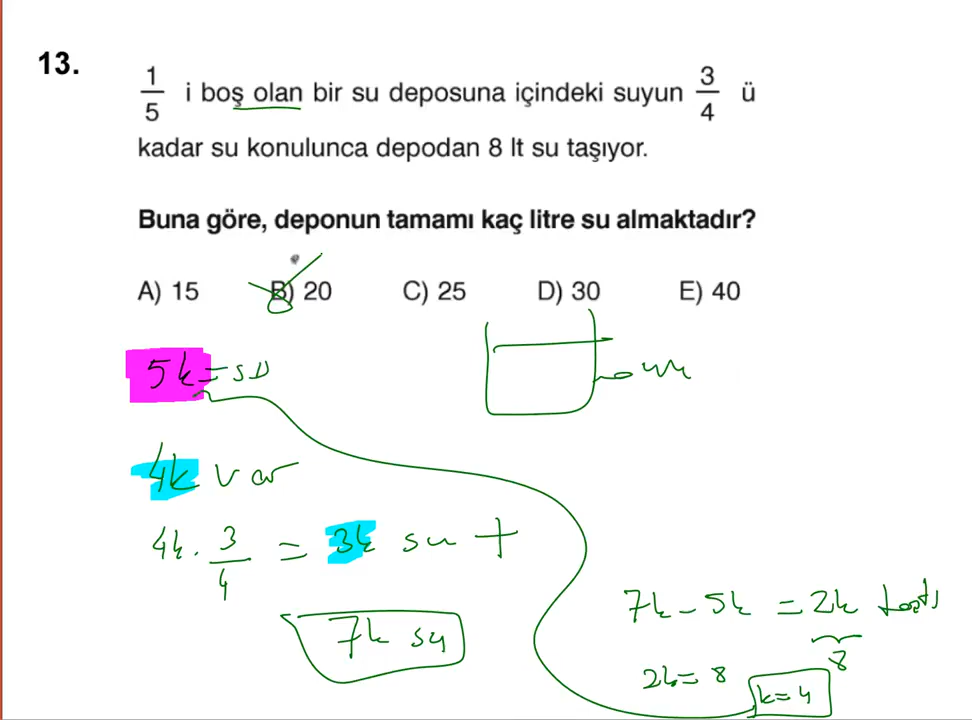 13.
1/5 i boş olan bir su deposuna içindeki suyun 3/4 ü
kadar su konulunca depodan 8 lt su taşıyor.
Buna göre, deponun tamamı kaç litre su almaktadır?
A) 15 B) 20 C) 25 D) 30 E) 40
5k =
4k
4k var
4k · 3/4 = 3k su +
7k su
7k - 5k = 2k
8
2k = 8
k = 4